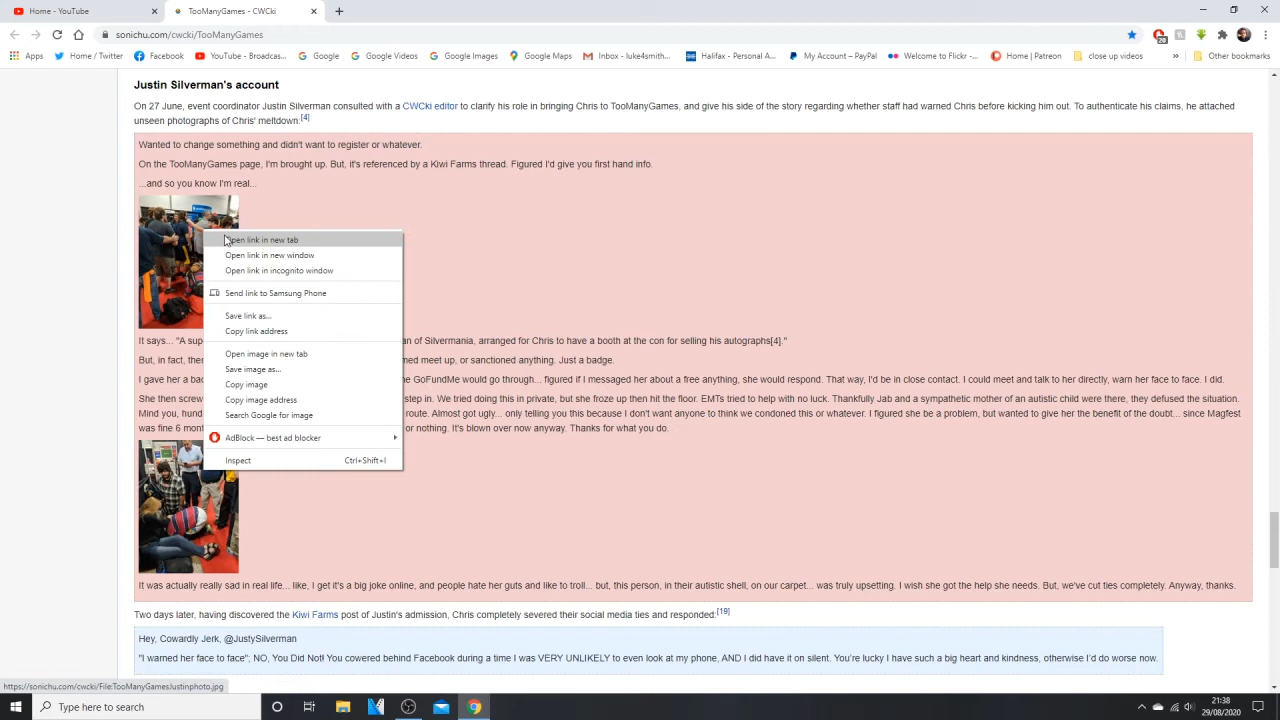 Home - YouTube
TooManyGames - CWCki
sonichu.com/cwcki/TooManyGames
Apps Home / Twitter Facebook YouTube - Broadcas... Google Google Videos Google Images Google Maps Inbox - luke4smith... Halifax - Personal A... My Account – PayPal Welcome to Flickr -... Home | Patreon close up videos » Other bookmarks
Justin Silverman's account
On 27 June, event coordinator Justin Silverman consulted with a CWCki editor to clarify his role in bringing Chris to TooManyGames, and give his side of the story regarding whether staff had warned Chris before kicking him out. To authenticate his claims, he attached
unseen photographs of Chris' meltdown:[4]
Wanted to change something and didn't want to register or whatever.
On the TooManyGames page, I'm brought up. But, it's referenced by a Kiwi Farms thread. Figured I'd give you first hand info.
...and so you know I'm real...
Open link in new tab
Open link in new window
Open link in incognito window
Send link to Samsung Phone
Save link as...
Copy link address
Open image in new tab
Save image as...
Copy image
Copy image address
Search Google for image
AdBlock — best ad blocker
Inspect Ctrl+Shift+I
It says... "A sup an of Silvermania, arranged for Chris to have a booth at the con for selling his autographs[4]."
But, in fact, ther med meet up, or sanctioned anything. Just a badge.
I gave her a bad he GoFundMe would go through... figured if I messaged her about a free anything, she would respond. That way, I'd be in close contact. I could meet and talk to her directly, warn her face to face. I did.
She then screw step in. We tried doing this in private, but she froze up then hit the floor. EMTs tried to help with no luck. Thankfully Jab and a sympathetic mother of an autistic child were there, they defused the situation.
Mind you, hund route. Almost got ugly... only telling you this because I don't want anyone to think we condoned this or whatever. I figured she be a problem, but wanted to give her the benefit of the doubt... since Magfest
was fine 6 mont or nothing. It's blown over now anyway. Thanks for what you do.
It was actually really sad in real life... like, I get it's a big joke online, and people hate her guts and like to troll... but, this person, in their autistic shell, on our carpet... was truly upsetting. I wish she got the help she needs. But, we've cut ties completely. Anyway, thanks.
Two days later, having discovered the Kiwi Farms post of Justin's admission, Chris completely severed their social media ties and responded:[19]
Hey, Cowardly Jerk, @JustySilverman
"I warned her face to face"; NO, You Did Not! You cowered behind Facebook during a time I was VERY UNLIKELY to even look at my phone, AND I did have it on silent. You're lucky I have such a big heart and kindness, otherwise I'd do worse now.
https://sonichu.com/cwcki/File:TooManyGamesJustinphoto.jpg
Type here to search
21:38
29/08/2020